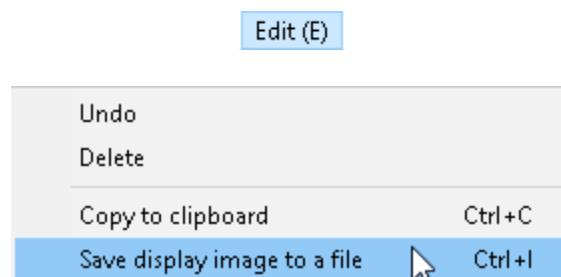 Edit (E)
Undo
Delete
Copy to clipboard Ctrl+C
Save display image to a file Ctrl+I